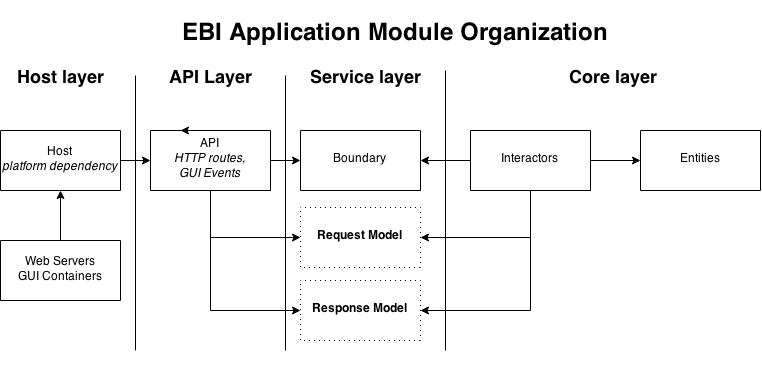 EBI Application Module Organization
Host layer
API Layer
Service layer
Core layer
Host
platform dependency
API
HTTP routes,
GUI Events
Boundary
Interactors
Entities
Web Servers
GUI Containers
Request Model
Response Model